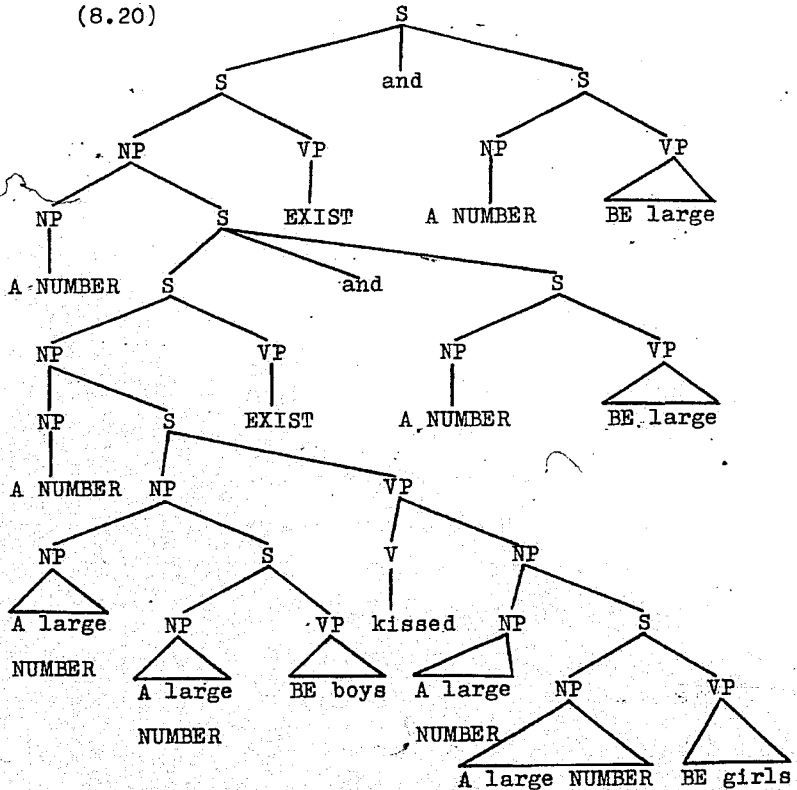 (8.20)
S
S and S
NP VP NP VP
NP S EXIST A NUMBER BE large
A NUMBER S and S
NP VP NP VP
NP S EXIST A NUMBER BE large
A NUMBER NP VP
NP S V NP
A large NP VP kissed NP S
NUMBER A large BE boys A large NP VP
NUMBER NUMBER
A large NUMBER BE girls